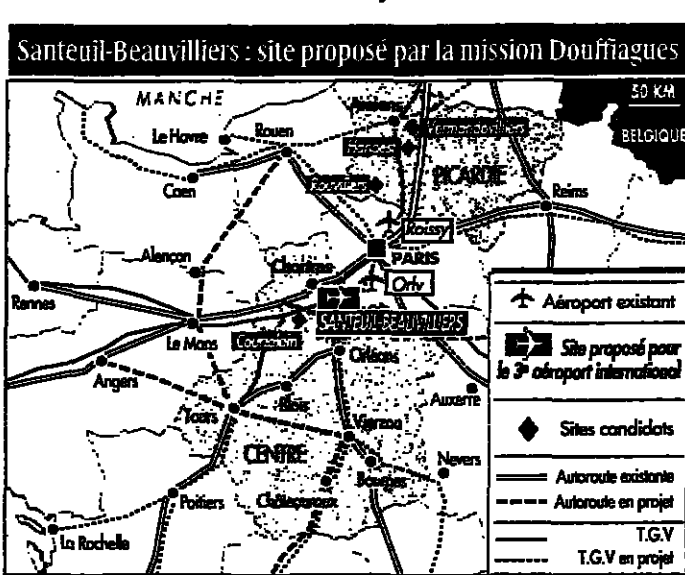 Santeuil-Beauvilliers : site proposé par la mission Douffiagues
50 KM
MANCHE
BELGIQUE
Le Havre
Rouen
Amiens
PICARDIE
Caen
Reims
Roissy
PARIS
Alençon
Orly
Rennes
SANTEUIL-BEAUVILLIERS
Le Mans
Orléans
Angers
Tours
Blois
Auxerre
Vierzon
CENTRE
Nevers
Bourges
Poitiers
Châteauroux
La Rochelle
Aéroport existant
Site proposé pour
le 3e aéroport international
Sites candidats
Autoroute existante
Autoroute en projet
T.G.V
T.G.V en projet